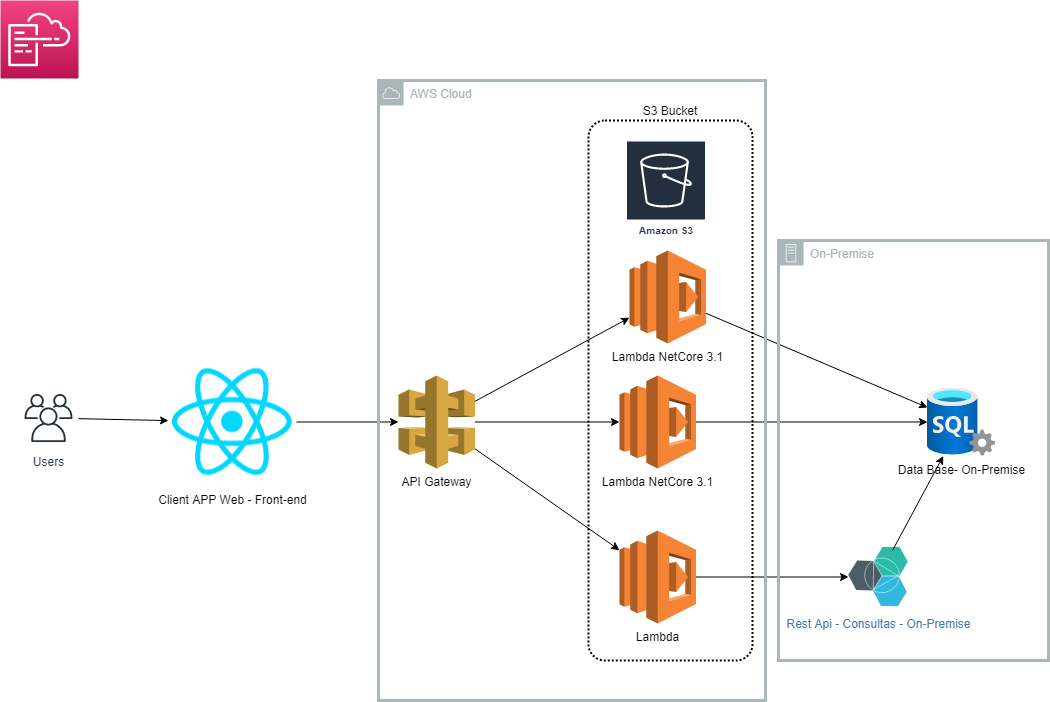 AWS Cloud
S3 Bucket
Amazon S3
On-Premise
Lambda NetCore 3.1
Users
Client APP Web - Front-end
API Gateway
Lambda NetCore 3.1
SQL
Data Base- On-Premise
Lambda
Rest Api - Consultas - On-Premise